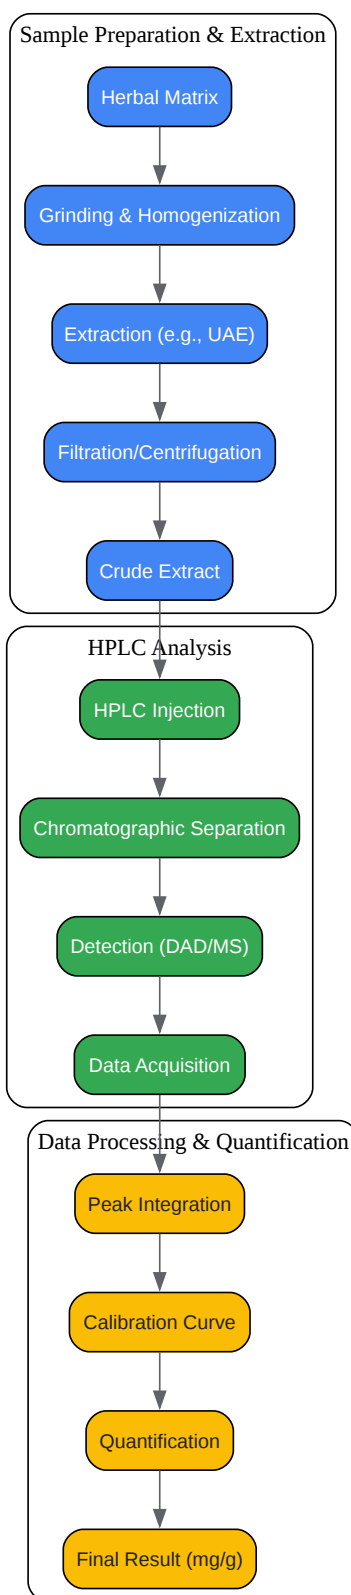 Sample Preparation & Extraction
Herbal Matrix
Grinding & Homogenization
Extraction (e.g., UAE)
Filtration/Centrifugation
Crude Extract
HPLC Analysis
HPLC Injection
Chromatographic Separation
Detection (DAD/MS)
Data Acquisition
Data Processing & Quantification
Peak Integration
Calibration Curve
Quantification
Final Result (mg/g)